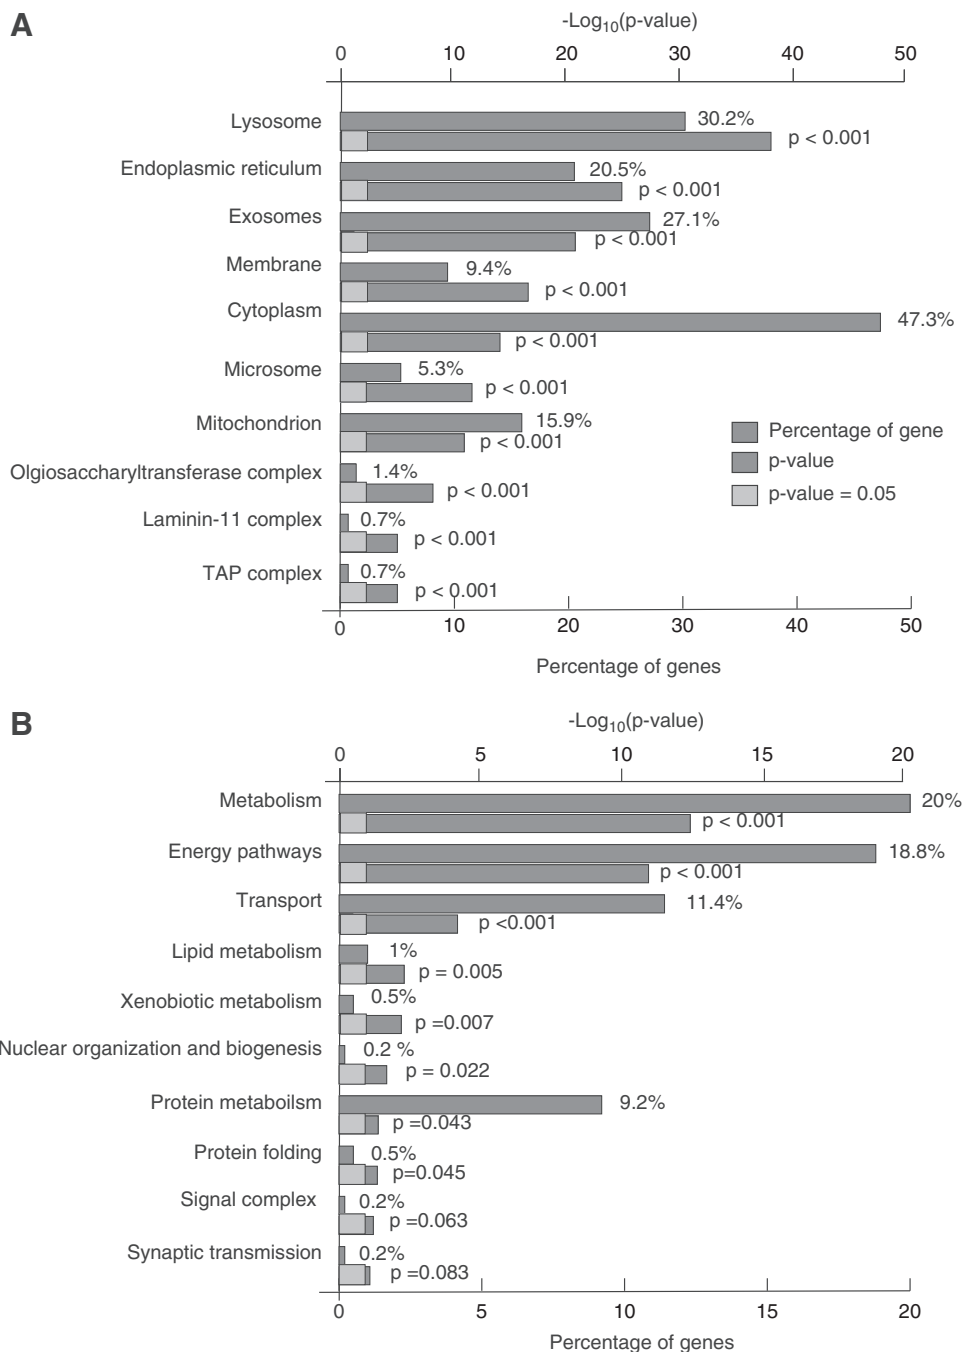 A
-Log10(p-value)
0 10 20 30 40 50
Lysosome 30.2%
p < 0.001
Endoplasmic reticulum 20.5%
p < 0.001
Exosomes 27.1%
p < 0.001
Membrane 9.4%
p < 0.001
Cytoplasm 47.3%
p < 0.001
Microsome 5.3%
p < 0.001
Mitochondrion 15.9%
p < 0.001
Olgiosaccharyltransferase complex 1.4%
p < 0.001
Laminin-11 complex 0.7%
p < 0.001
TAP complex 0.7%
p < 0.001
Percentage of gene
p-value
p-value = 0.05
0 10 20 30 40 50
Percentage of genes
B
-Log10(p-value)
0 5 10 15 20
Metabolism 20%
p < 0.001
Energy pathways 18.8%
p < 0.001
Transport 11.4%
p <0.001
Lipid metabolism 1%
p = 0.005
Xenobiotic metabolism 0.5%
p =0.007
Nuclear organization and biogenesis 0.2 %
p = 0.022
Protein metaboilsm 9.2%
p =0.043
Protein folding 0.5%
p=0.045
Signal complex 0.2%
p =0.063
Synaptic transmission 0.2%
p =0.083
0 5 10 15 20
Percentage of genes